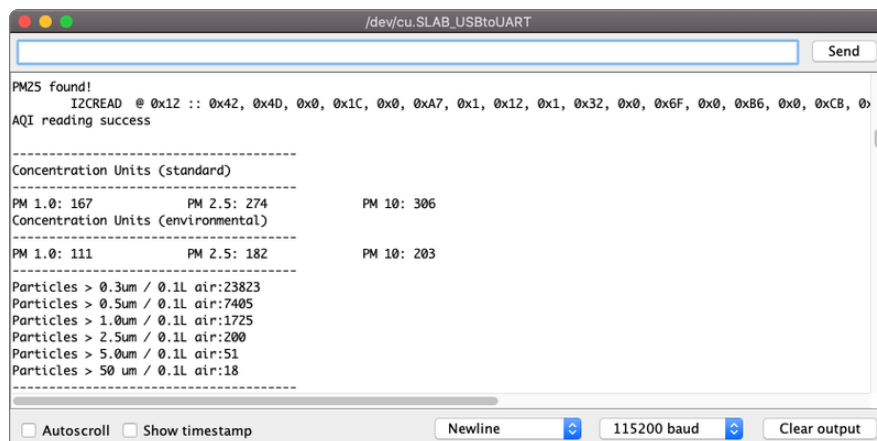 /dev/cu.SLAB_USBtoUART
Send
PM25 found!
I2CREAD @ 0x12 :: 0x42, 0x4D, 0x0, 0x1C, 0x0, 0xA7, 0x1, 0x12, 0x1, 0x32, 0x0, 0x6F, 0x0, 0xB6, 0x0, 0xCB,
AQI reading success
---------------------------------------
Concentration Units (standard)
---------------------------------------
PM 1.0: 167 PM 2.5: 274 PM 10: 306
Concentration Units (environmental)
---------------------------------------
PM 1.0: 111 PM 2.5: 182 PM 10: 203
---------------------------------------
Particles > 0.3um / 0.1L air:23823
Particles > 0.5um / 0.1L air:7405
Particles > 1.0um / 0.1L air:1725
Particles > 2.5um / 0.1L air:200
Particles > 5.0um / 0.1L air:51
Particles > 50 um / 0.1L air:18
---------------------------------------
Autoscroll Show timestamp Newline 115200 baud Clear output